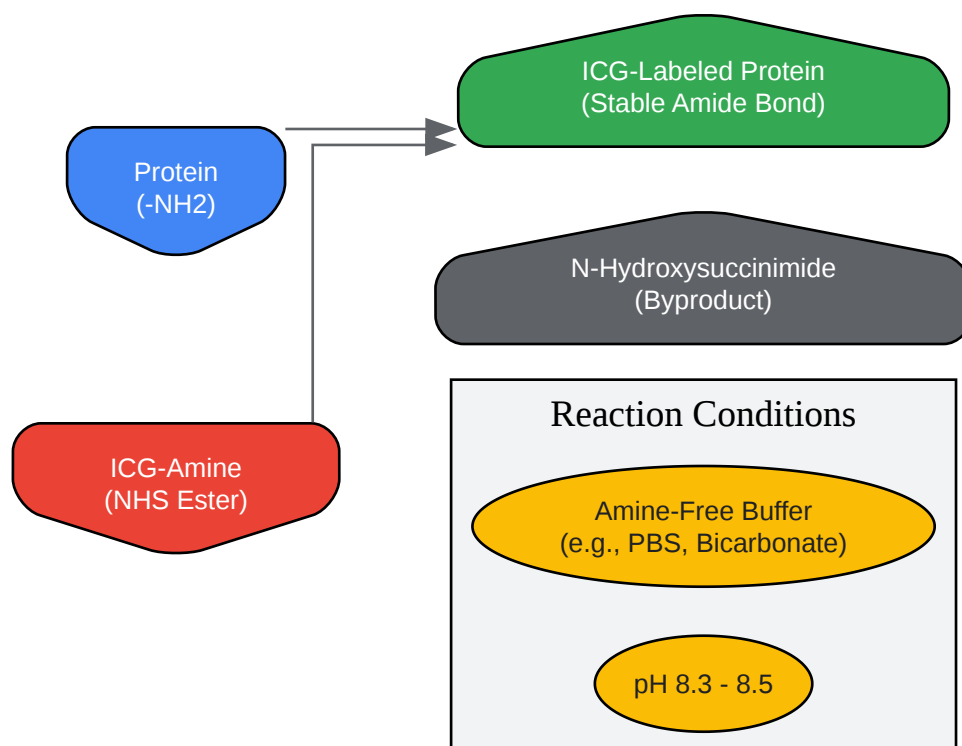 ICG-Labeled Protein
(Stable Amide Bond)
Protein
(-NH2)
N-Hydroxysuccinimide
(Byproduct)
ICG-Amine
(NHS Ester)
Reaction Conditions
Amine-Free Buffer
(e.g., PBS, Bicarbonate)
pH 8.3 - 8.5